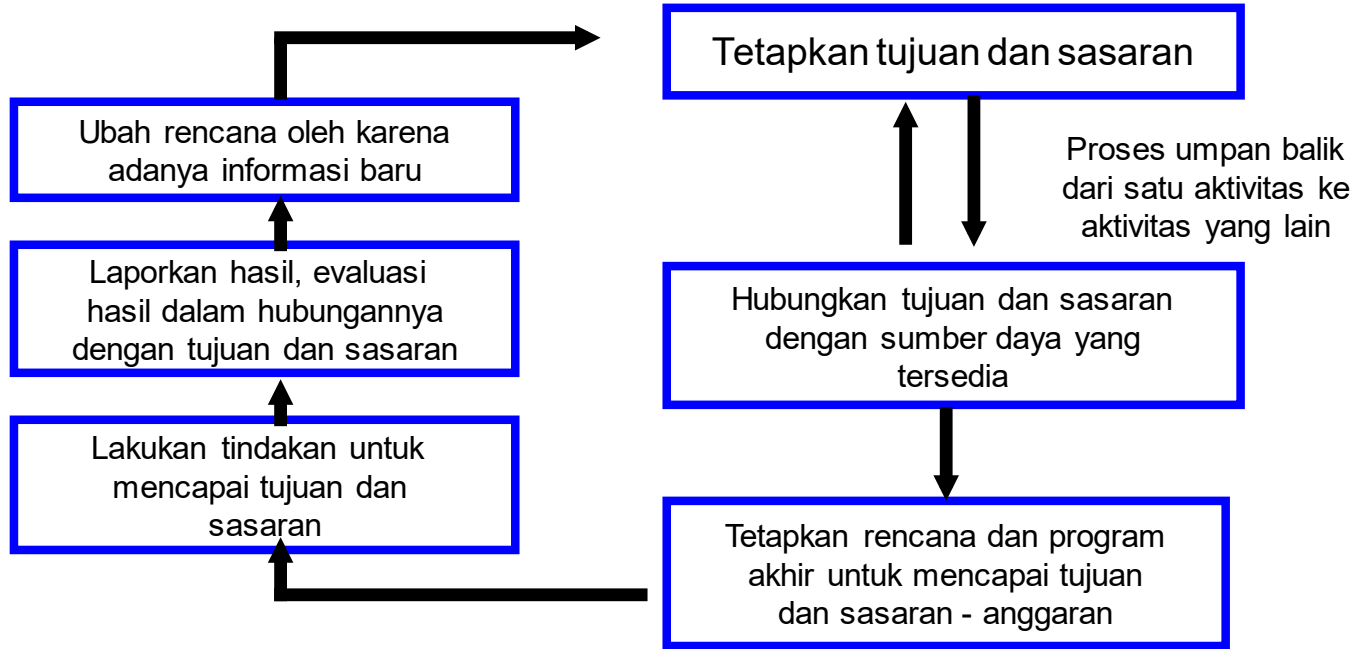 Tetapkan tujuan dan sasaran
Ubah rencana oleh karena
adanya informasi baru
Proses umpan balik
dari satu aktivitas ke
aktivitas yang lain
Laporkan hasil, evaluasi
hasil dalam hubungannya
dengan tujuan dan sasaran
Hubungkan tujuan dan sasaran
dengan sumber daya yang
tersedia
Lakukan tindakan untuk
mencapai tujuan dan
sasaran
Tetapkan rencana dan program
akhir untuk mencapai tujuan
dan sasaran - anggaran